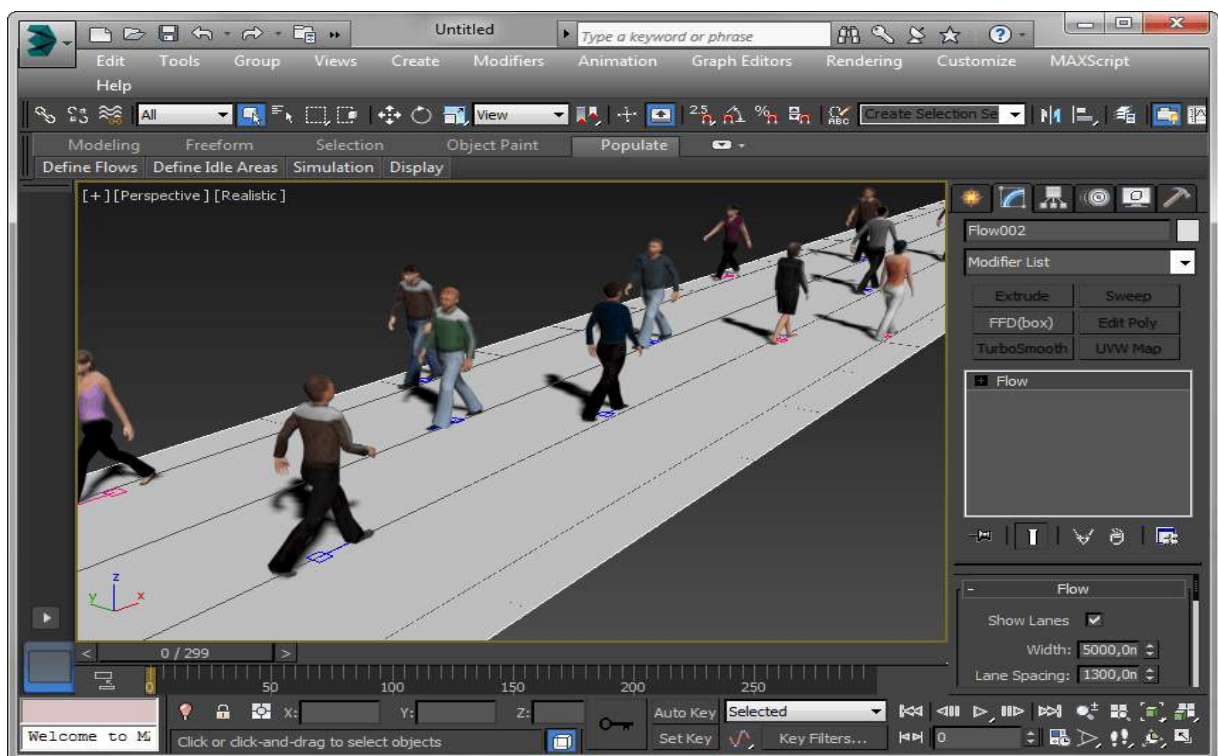 Untitled
Type a keyword or phrase
Edit Tools Group Views Create Modifiers Animation Graph Editors Rendering Customize MAXScript
Help
All View 2.5 % ABC Create Selection Se
Modeling Freeform Selection Object Paint Populate
Define Flows Define Idle Areas Simulation Display
[+] [Perspective] [Realistic]
Flow002
Modifier List
Extrude Sweep
FFD(box) Edit Poly
TurboSmooth UVW Map
Flow
z
y x
Flow
Show Lanes
Width: 5000,0n
Lane Spacing: 1300,0n
< 0 / 299 >
0 50 100 150 200 250
X: Y: Z: Auto Key Selected
Welcome to M
Click or click-and-drag to select objects
Set Key Key Filters... 0